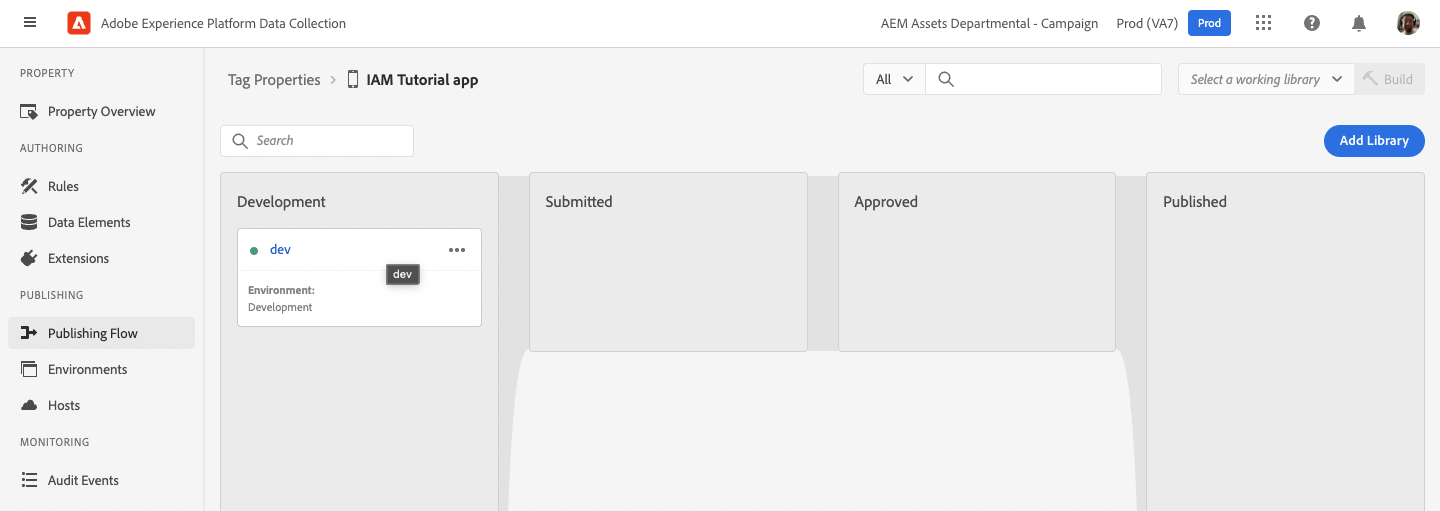 Adobe Experience Platform Data Collection
AEM Assets Departmental - Campaign
Prod (VA7)
Prod
PROPERTY
Property Overview
AUTHORING
Rules
Data Elements
Extensions
PUBLISHING
Publishing Flow
Environments
Hosts
MONITORING
Audit Events
Tag Properties
IAM Tutorial app
All
Select a working library
Build
Search
Add Library
Development
dev
dev
Environment:
Development
Submitted
Approved
Published